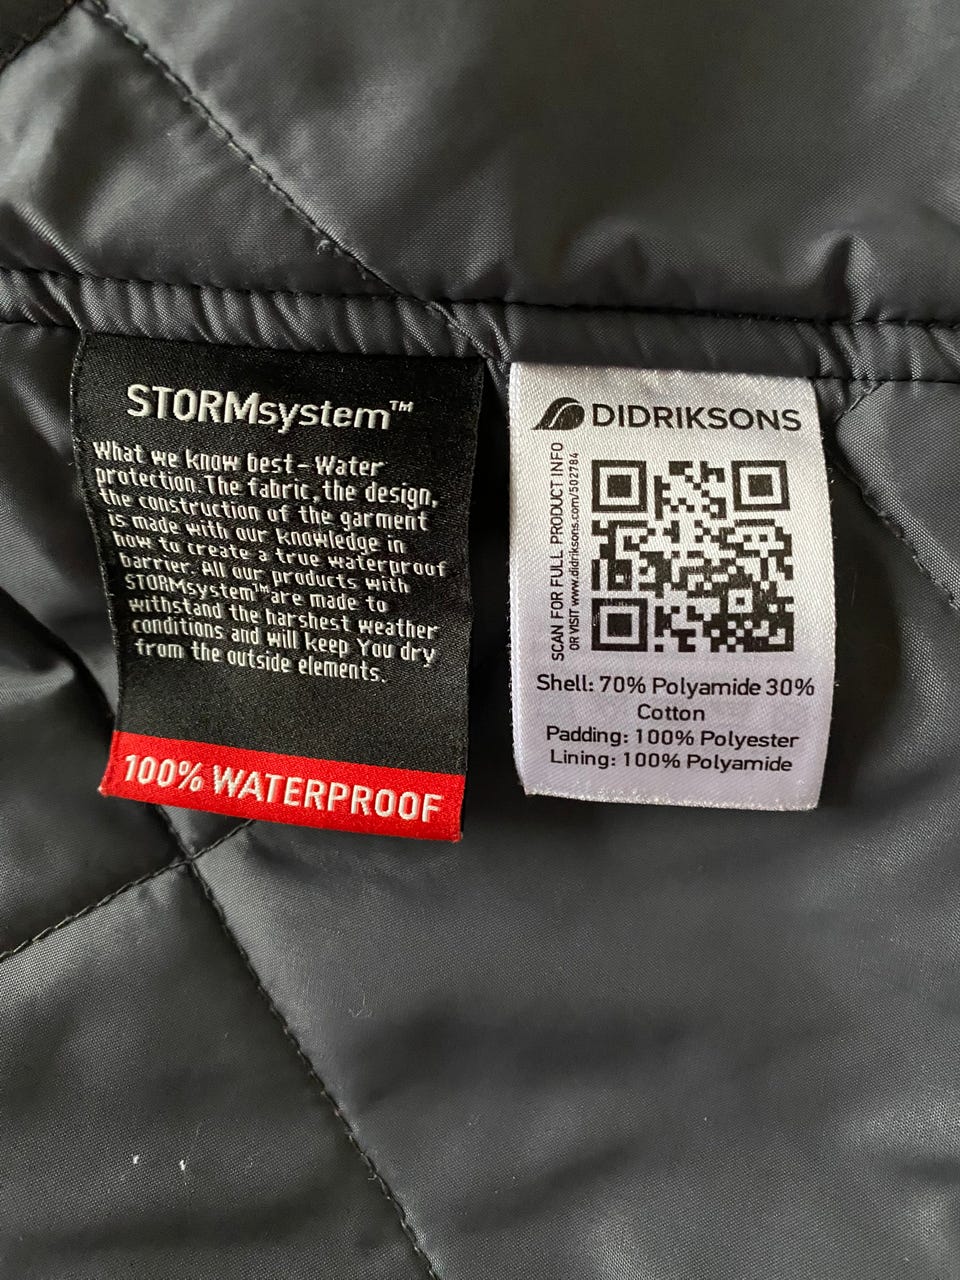 STORMsystem™
What we know best - Water
protection. The fabric, the design,
the construction of the garment
is made with our knowledge in
how to create a true waterproof
barrier. All our products with
STORMsystem™ are made to
withstand the harshest weather
conditions and will keep You dry
from the outside elements.
100% WATERPROOF
DIDRIKSONS
SCAN FOR FULL PRODUCT INFO
OR VISIT www.didriksons.com/502784
Shell: 70% Polyamide 30%
Cotton
Padding: 100% Polyester
Lining: 100% Polyamide